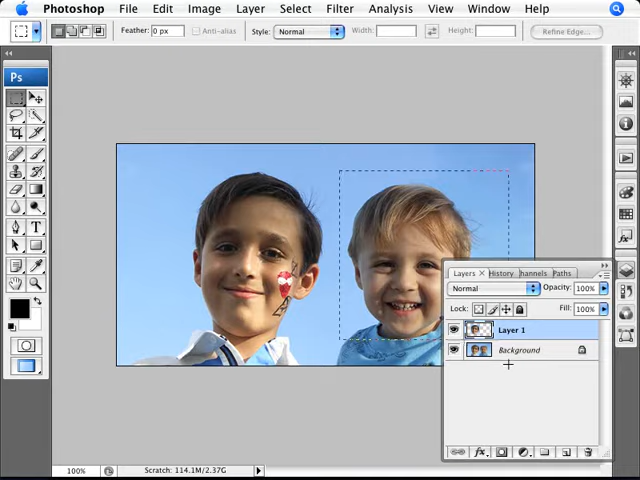 Photoshop File Edit Image Layer Select Filter Analysis View Window Help
Feather: 0 px Anti-alias Style: Normal Width: Height: Refine Edge...
Ps
Layers × History hannels Paths
Normal Opacity: 100%
Lock: Fill: 100%
Layer 1
Background
T
fx
100% Scratch: 114.1M/2.37G